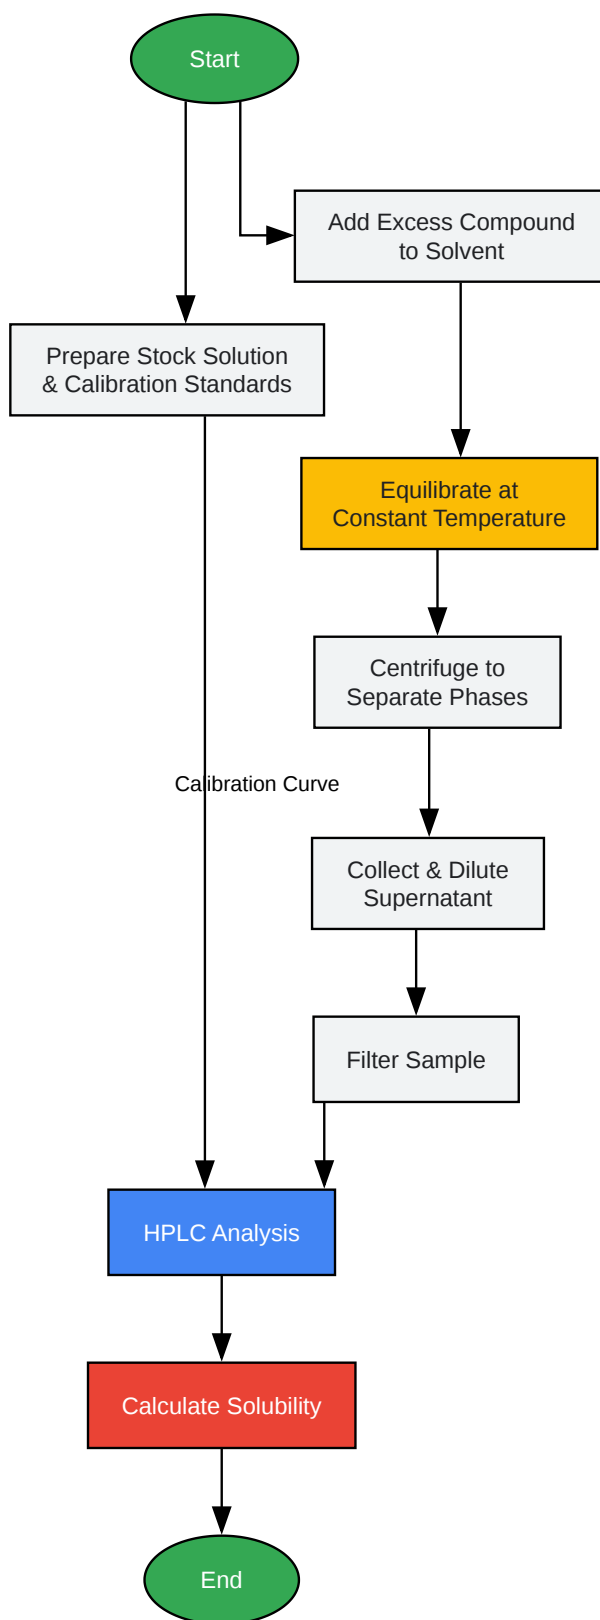 Start
Add Excess Compound
to Solvent
Prepare Stock Solution
& Calibration Standards
Equilibrate at
Constant Temperature
Centrifuge to
Separate Phases
Calibration Curve
Collect & Dilute
Supernatant
Filter Sample
HPLC Analysis
Calculate Solubility
End